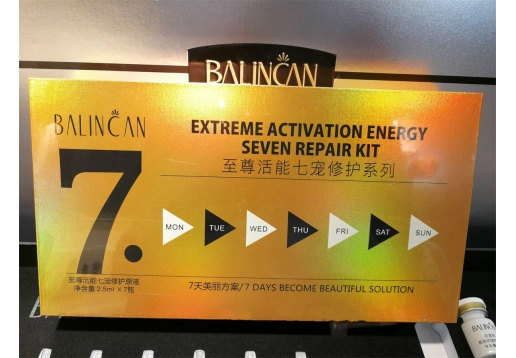 BALINCAN
BALINCAN
EXTREME ACTIVATION ENERGY
SEVEN REPAIR KIT
至尊活能七宠修护系列
7.
MON TUE WED THU FRI SAT SUN
至尊活能七宠修护原液
净含量:2.5ml×7瓶
7天美丽方案/7 DAYS BECOME BEAUTIFUL SOLUTION
BALINCAN